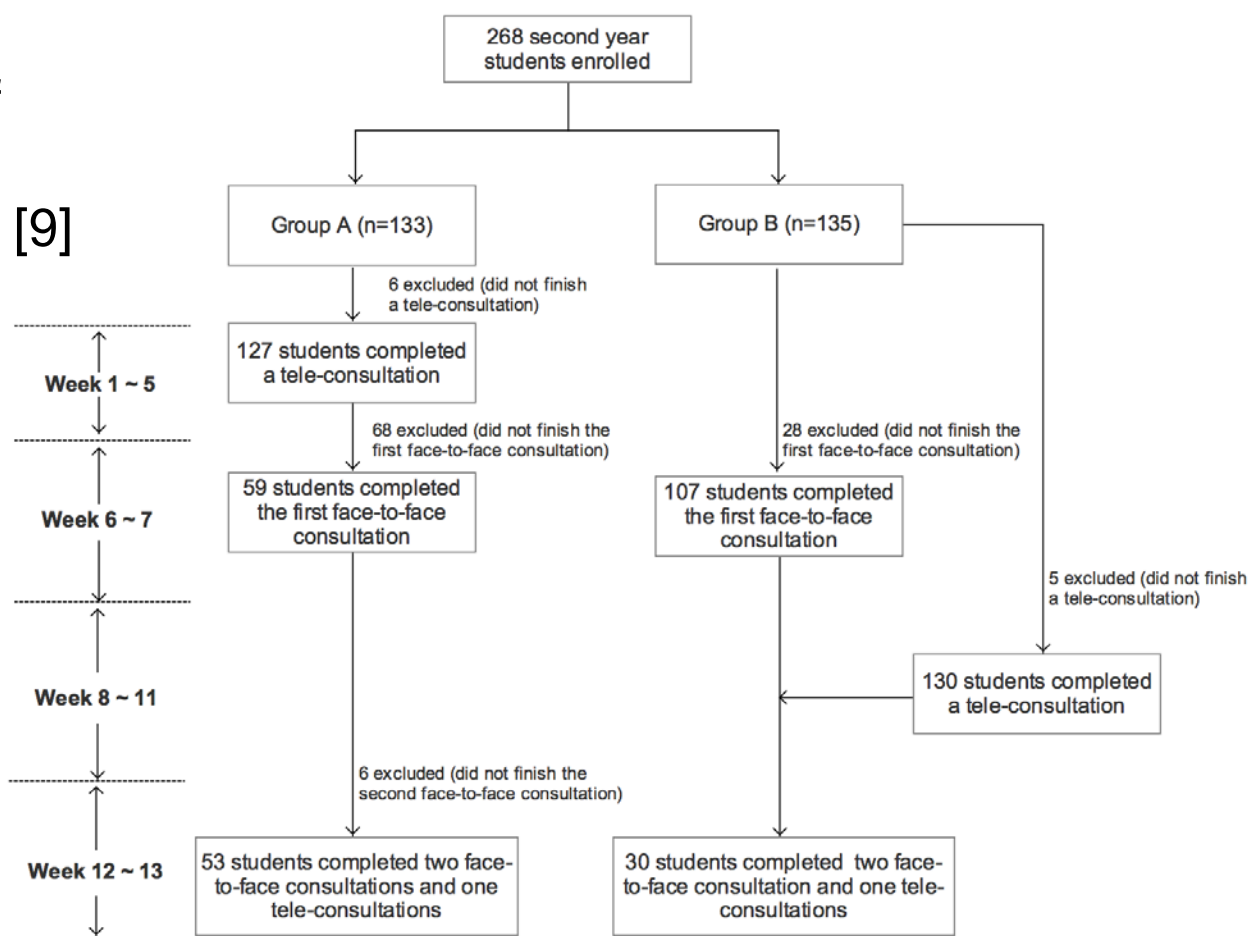 268 second year
students enrolled
[9]
Group A (n=133)
Group B (n=135)
6 excluded (did not finish
a tele-consultation)
127 students completed
a tele-consultation
Week 1 ~ 5
68 excluded (did not finish the
first face-to-face consultation)
28 excluded (did not finish the
first face-to-face consultation)
59 students completed
the first face-to-face
consultation
107 students completed
the first face-to-face
consultation
Week 6 ~ 7
5 excluded (did not finish
a tele-consultation)
130 students completed
a tele-consultation
Week 8 ~ 11
6 excluded (did not finish the
second face-to-face consultation)
Week 12 ~ 13
53 students completed two face-
to-face consultations and one
tele-consultations
30 students completed  two face-
to-face consultation and one tele-
consultations